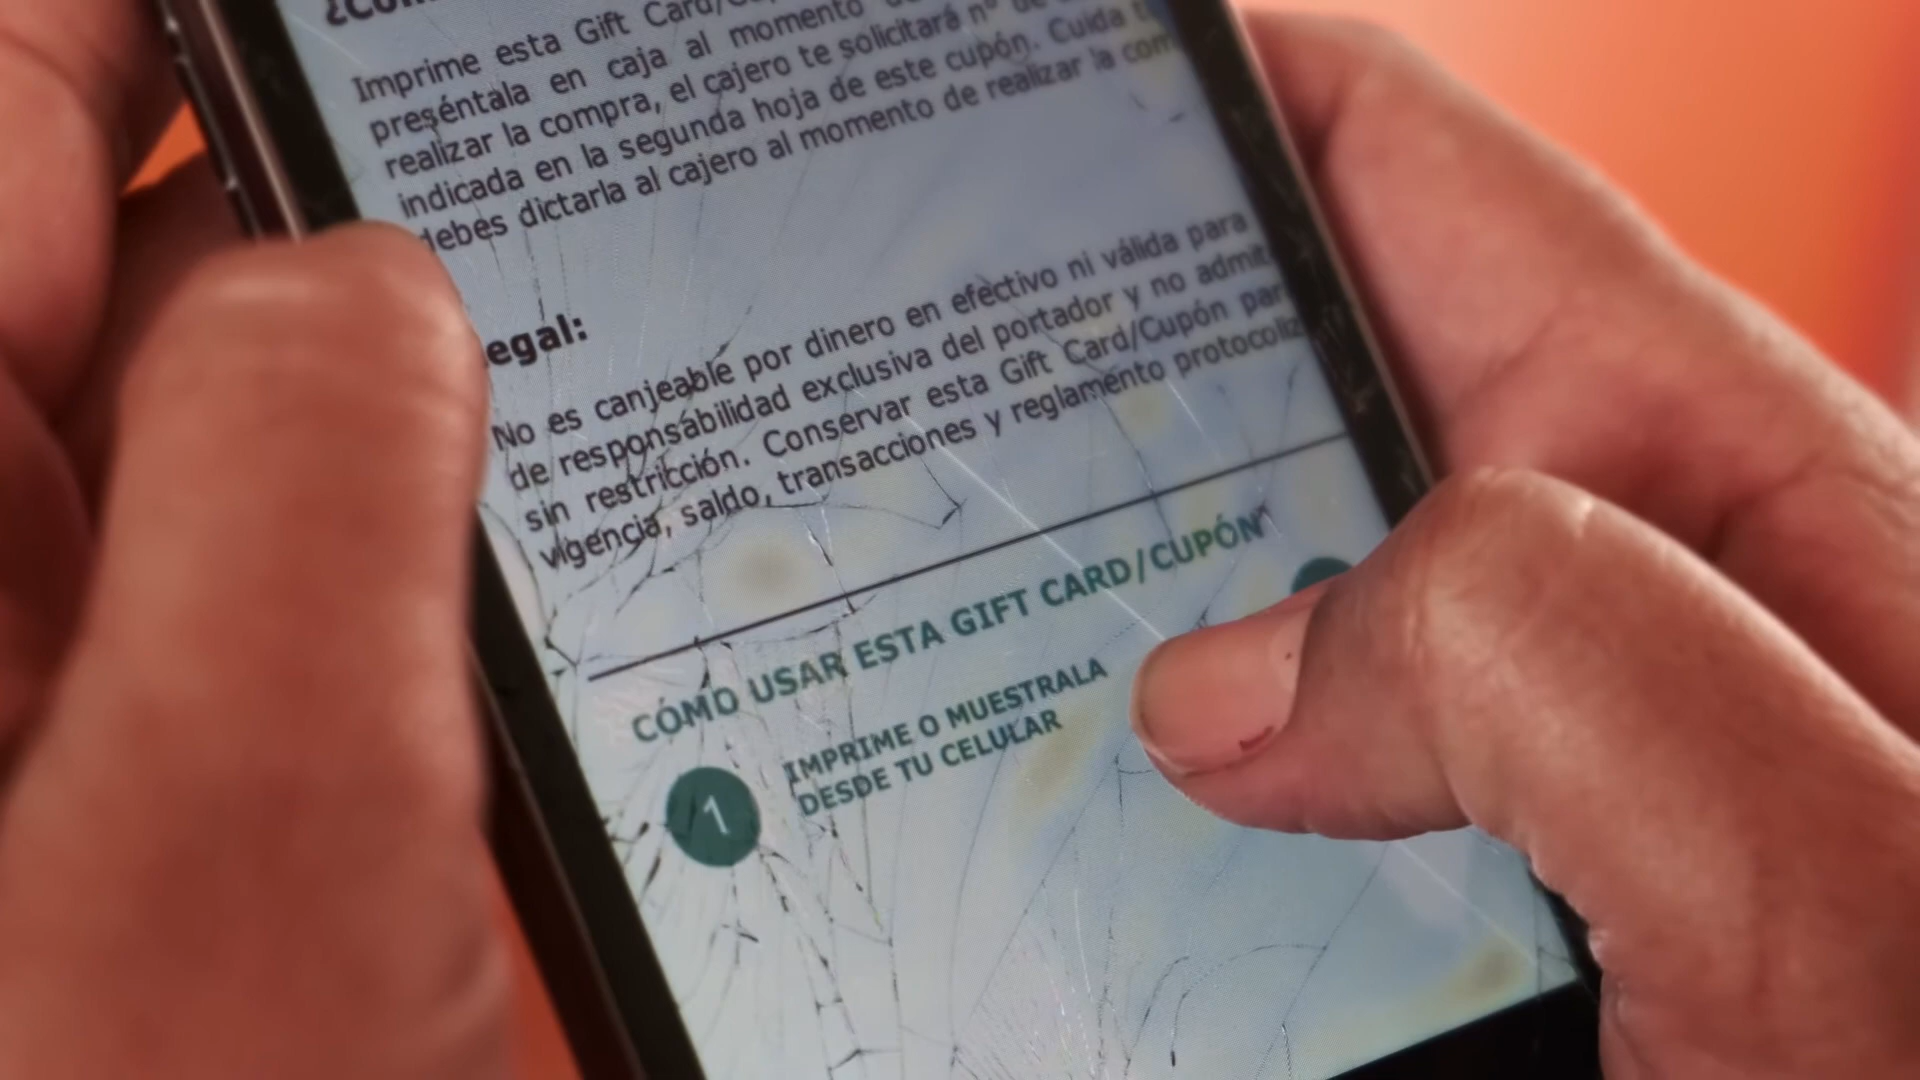 Imprime esta Gift
preséntala en caja al momento
realizar la compra, el cajero te solicitará nº de
indicada en la segunda hoja de este cupón. Cuida
debes dictarla al cajero al momento de realizar la
Legal:
No es canjeable por dinero en efectivo ni válida para
de responsabilidad exclusiva del portador y no
sin restricción. Conservar esta Gift Card/Cupón
vigencia, saldo, transacciones y reglamento
CÓMO USAR ESTA GIFT CARD/CUPÓN
1
IMPRIME O MUESTRALA
DESDE TU CELULAR